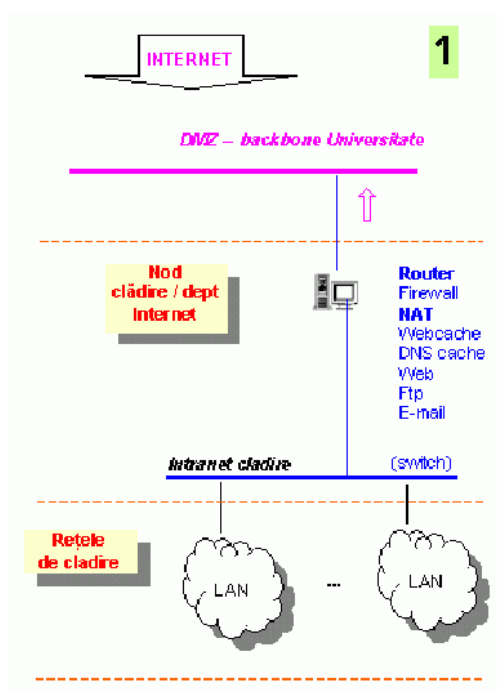 INTERNET
1
DMZ – backbone Universitate
Nod
clădire / dept
Internet
Router
Firewall
NAT
Webcache
DNS cache
Web
Ftp
E-mail
Intranet cladire
(switch)
Rețele
de cladire
LAN
...
LAN